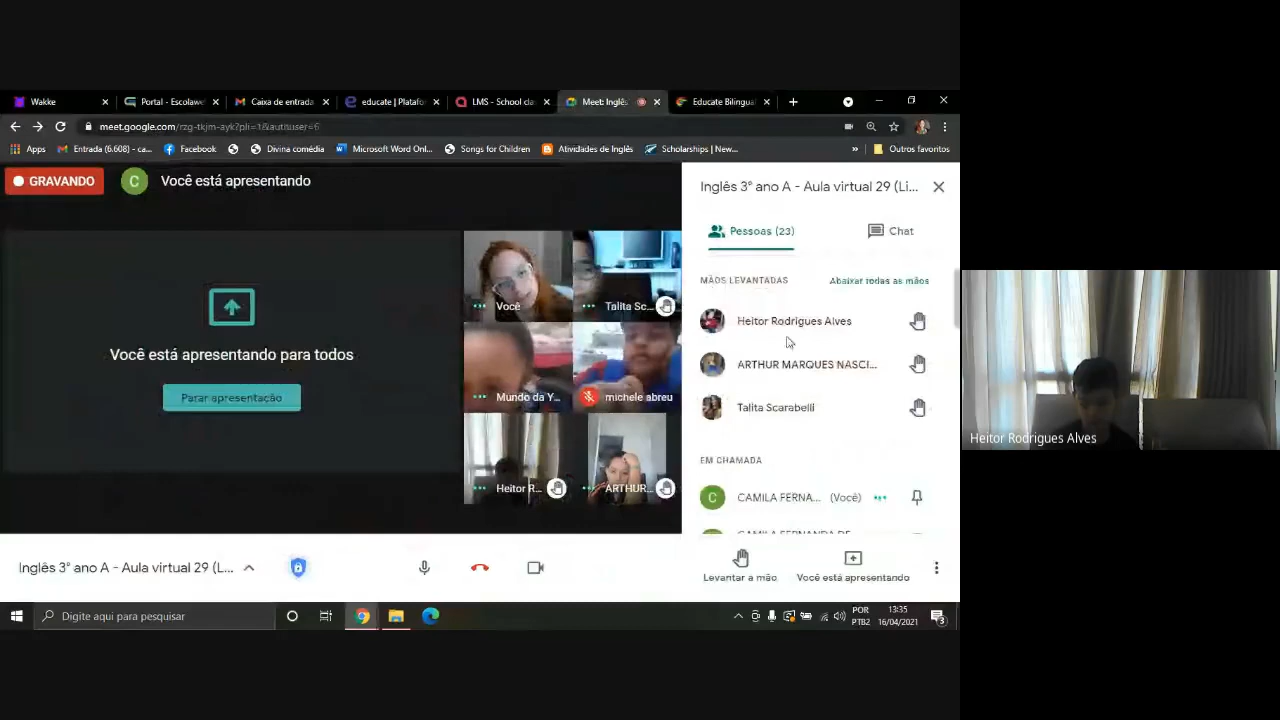 Wakke
Portal - Escolawe
Caixa de entrada
educate | Platafo
LMS - School cla
Meet: Inglês
Educate Bilingual
meet.google.com/rzg-tkjm-ayk?pli=1&authuser=6
Apps
Entrada (6.608) - ca...
Facebook
Divina comédia
Microsoft Word Onl...
Songs for Children
Atividades de Inglês
Scholarships | New...
»
Outros favoritos
GRAVANDO
C
Você está apresentando
Inglês 3° ano A - Aula virtual 29 (Li...
Pessoas (23)
Chat
MÃOS LEVANTADAS
Abaixar todas as mãos
Heitor Rodrigues Alves
ARTHUR MARQUES NASCI...
Talita Scarabelli
EM CHAMADA
C
CAMILA FERNA...
(Você)
CAMILA FERNANDA DE
Você está apresentando para todos
Parar apresentação
Você
Talita Sc...
Mundo da Y...
michele abreu
Heitor R...
ARTHUR...
Heitor Rodrigues Alves
Inglês 3° ano A - Aula virtual 29 (L...
Levantar a mão
Você está apresentando
Digite aqui para pesquisar
POR
PTB2
13:35
16/04/2021
3